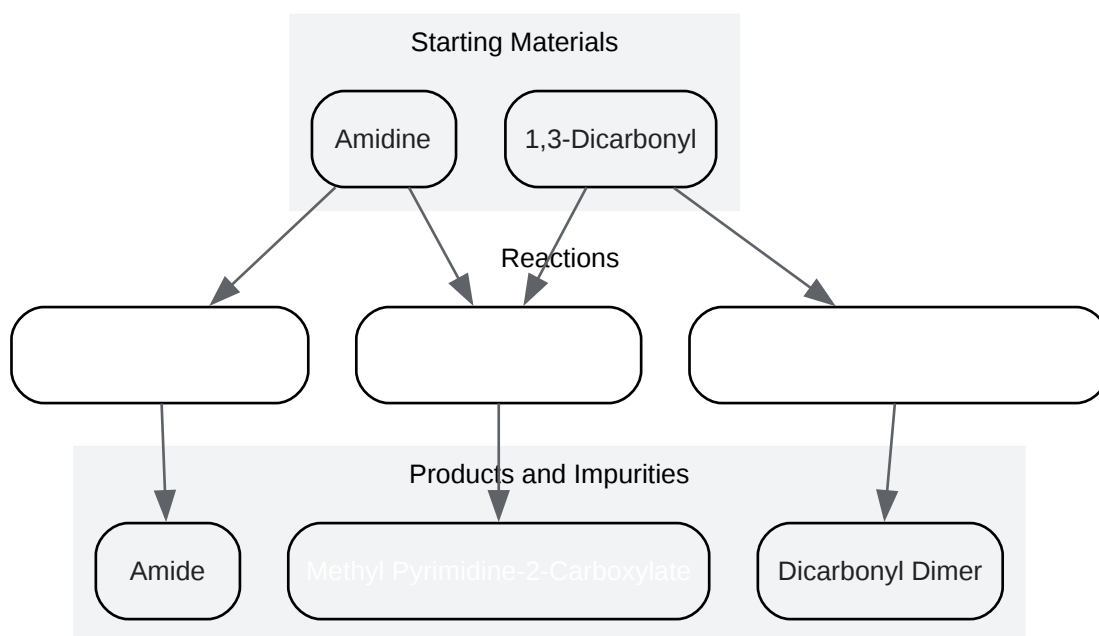 Starting Materials
Amidine
1,3-Dicarbonyl
Reactions
Products and Impurities
Amide
Methyl Pyrimidine-2-Carboxylate
Dicarbonyl Dimer